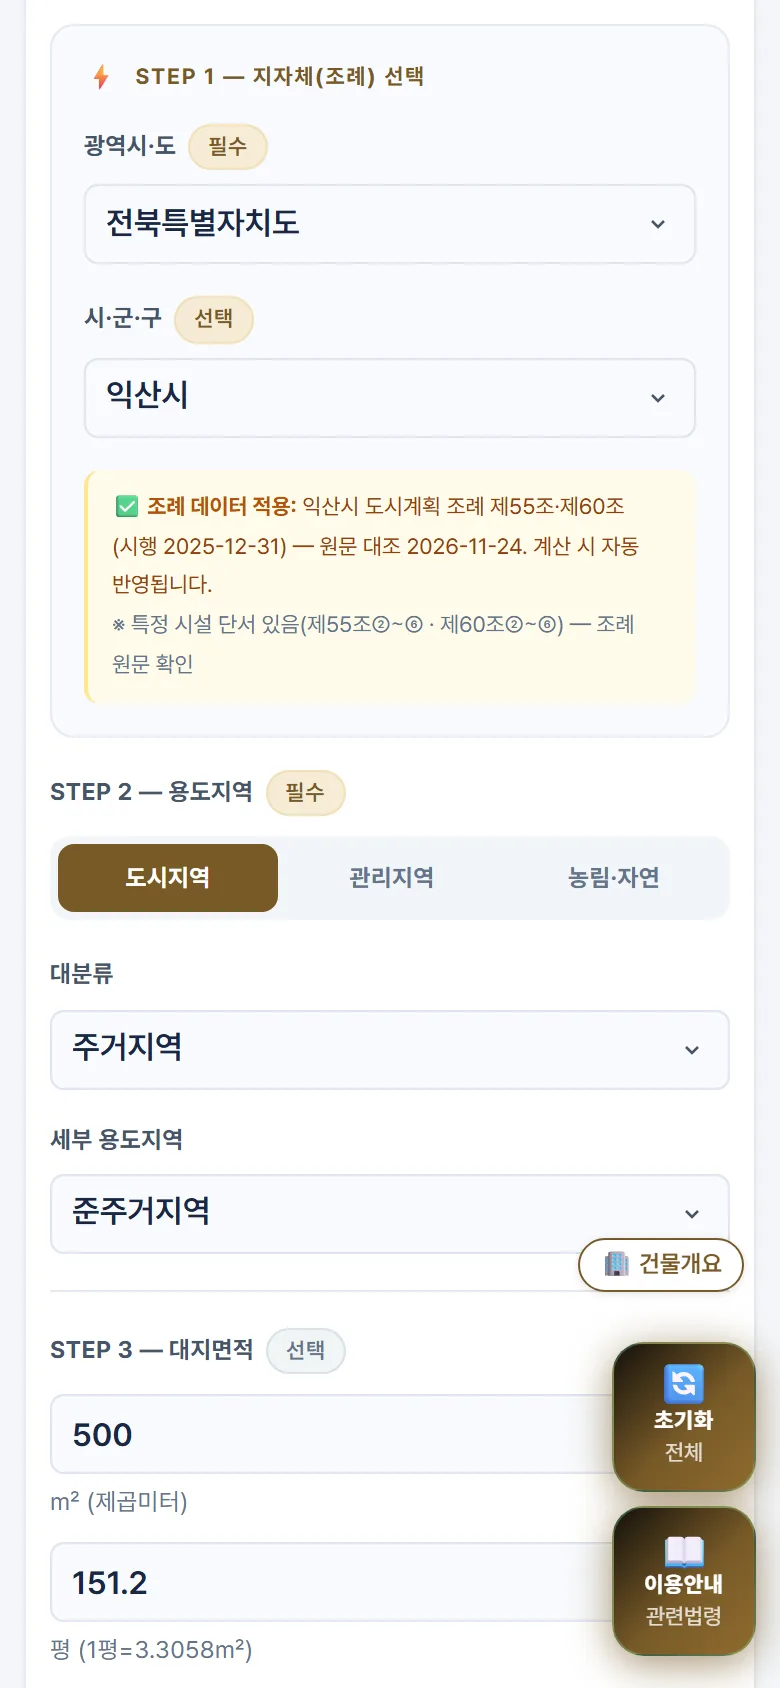 STEP 1 — 지자체(조례) 선택
광역시·도 필수
전북특별자치도
시·군·구 선택
익산시
✅ 조례 데이터 적용: 익산시 도시계획 조례 제55조·제60조
(시행 2025-12-31) — 원문 대조 2026-11-24. 계산 시 자동
반영됩니다.
※ 특정 시설 단서 있음(제55조②~⑥ · 제60조②~⑥) — 조례
원문 확인
STEP 2 — 용도지역 필수
도시지역 관리지역 농림·자연
대분류
주거지역
세부 용도지역
준주거지역
건물개요
STEP 3 — 대지면적 선택
500
m² (제곱미터)
151.2
평 (1평=3.3058m²)
초기화
전체
이용안내
관련법령